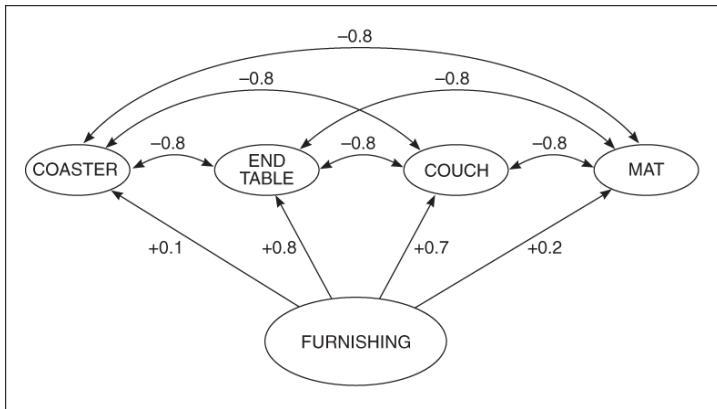 –0.8
–0.8
–0.8
–0.8
–0.8
–0.8
COASTER
END
TABLE
COUCH
MAT
+0.1
+0.8
+0.7
+0.2
FURNISHING